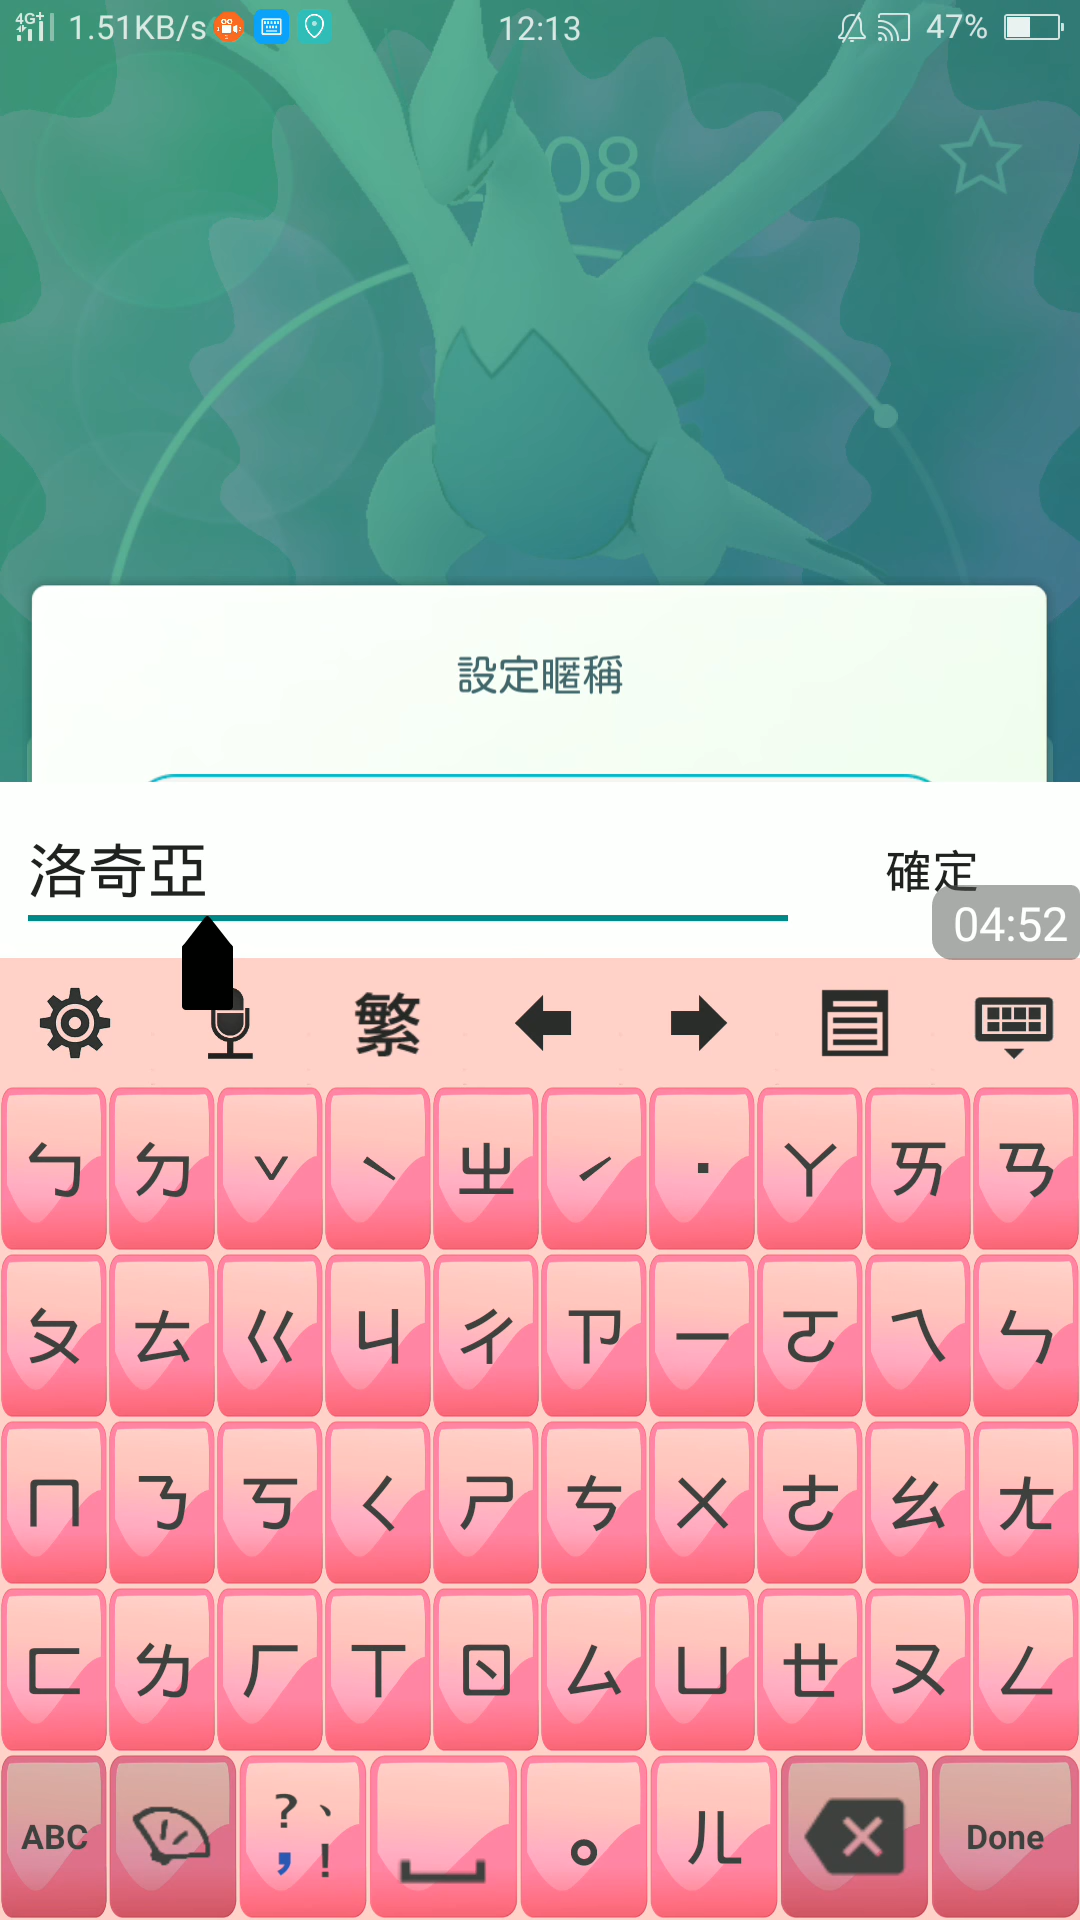 4G+ 1.51KB/s 12:13 47%
08
設定暱稱
洛奇亞 確定
04:52
繁
ㄅ ㄉ ˇ ˋ ㄓ ˊ ˙ ㄚ ㄞ ㄢ
ㄆ ㄊ ㄍ ㄐ ㄔ ㄗ ㄧ ㄛ ㄟ ㄣ
ㄇ ㄋ ㄎ ㄑ ㄕ ㄘ ㄨ ㄜ ㄠ ㄤ
ㄈ ㄌ ㄏ ㄒ ㄖ ㄙ ㄩ ㄝ ㄡ ㄥ
ABC ? 、 , ! 。 ㄦ Done